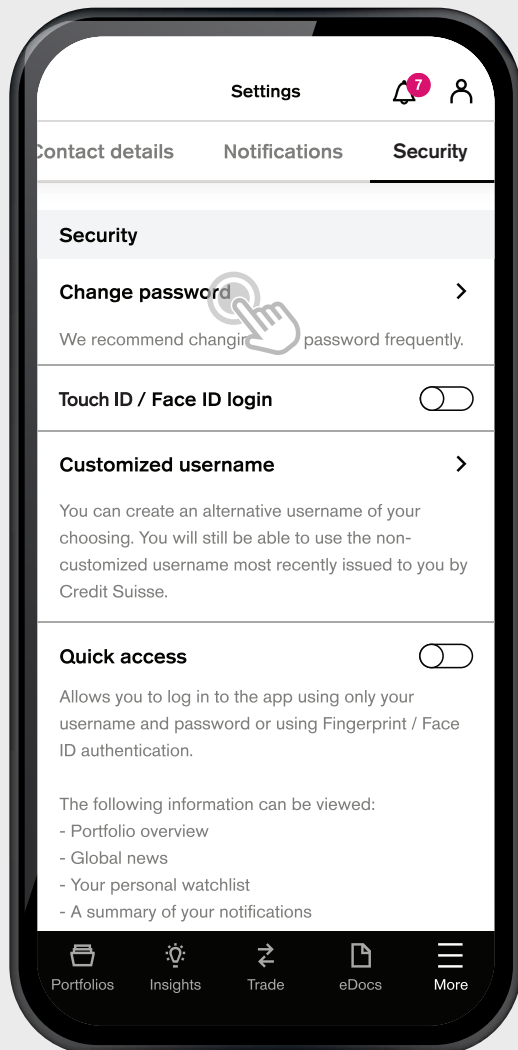 Settings
7
Contact details Notifications Security
Security
Change password
We recommend changin password frequently.
Touch ID / Face ID login
Customized username
You can create an alternative username of your
choosing. You will still be able to use the non-
customized username most recently issued to you by
Credit Suisse.
Quick access
Allows you to log in to the app using only your
username and password or using Fingerprint / Face
ID authentication.
The following information can be viewed:
- Portfolio overview
- Global news
- Your personal watchlist
- A summary of your notifications
Portfolios Insights Trade eDocs More